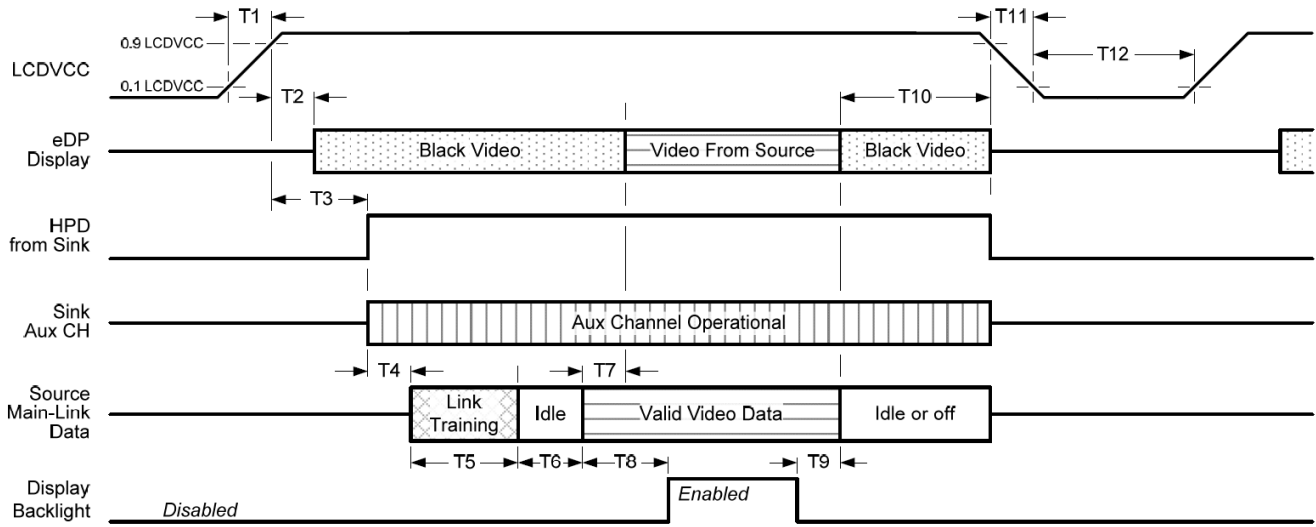 T1
T11
0.9 LCDVCC
LCDVCC
T12
0.1 LCDVCC
T2
T10
eDP
Display
Black Video
Video From Source
Black Video
T3
HPD
from Sink
Sink
Aux CH
Aux Channel Operational
T4
T7
Source
Main-Link
Data
Link
Training
Idle
Valid Video Data
Idle or off
T5
T6
T8
T9
Display
Backlight
Disabled
Enabled